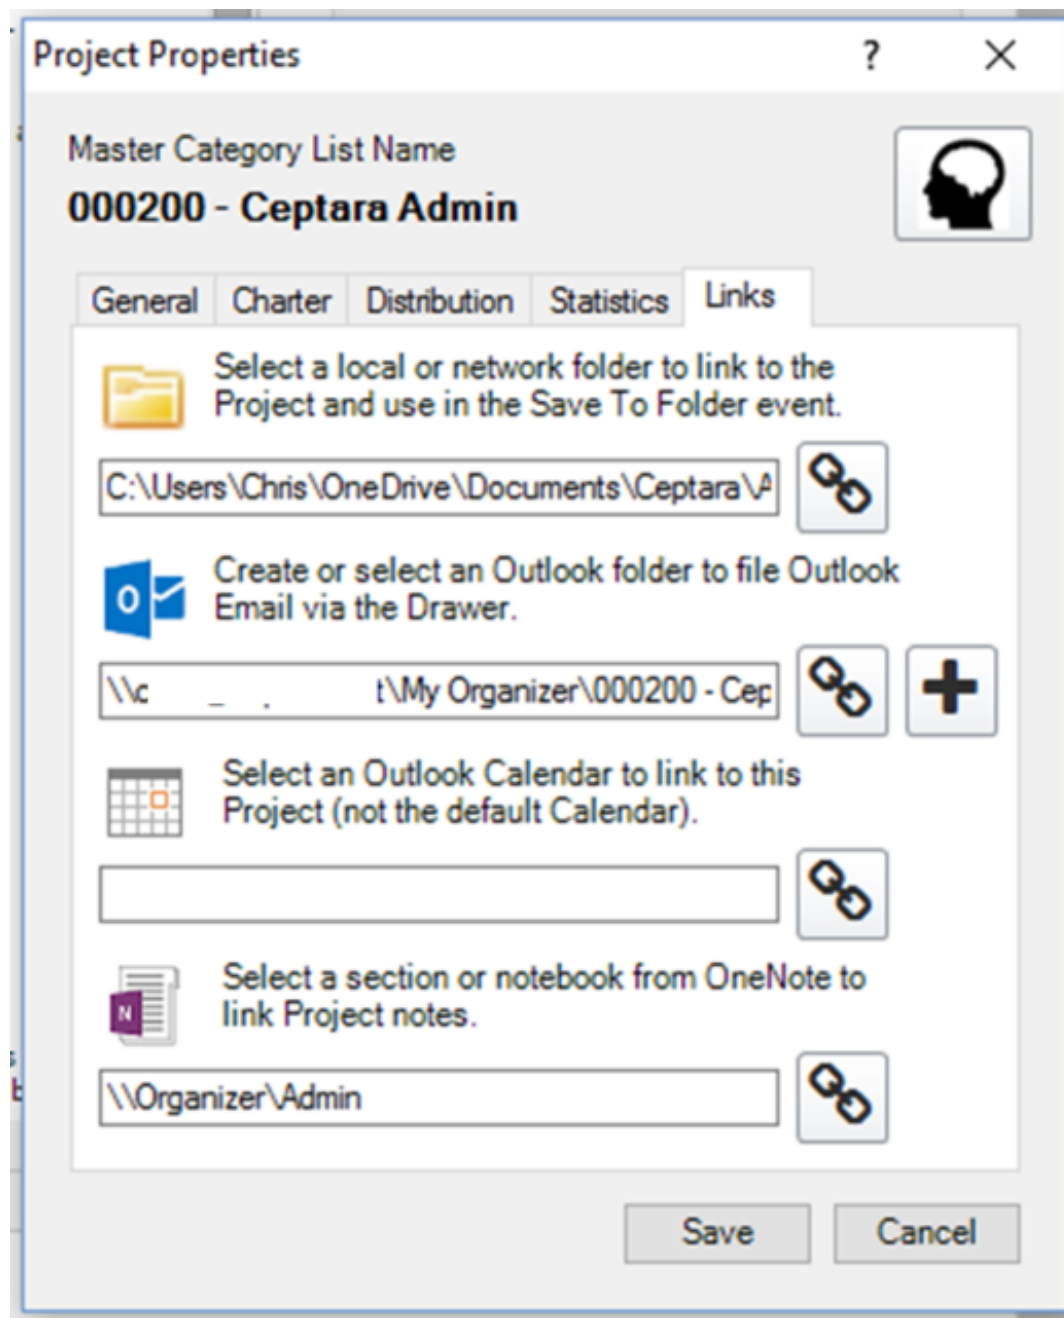 Project Properties ?
Master Category List Name
000200 - Ceptara Admin
General Charter Distribution Statistics Links
Select a local or network folder to link to the
Project and use in the Save To Folder event.
C:\Users\Chris\OneDrive\Documents\Ceptara\A
Create or select an Outlook folder to file Outlook
Email via the Drawer.
t\My Organizer\000200 - Cep
Select an Outlook Calendar to link to this
Project (not the default Calendar).
Select a section or notebook from OneNote to
link Project notes.
\\Organizer\Admin
Save Cancel